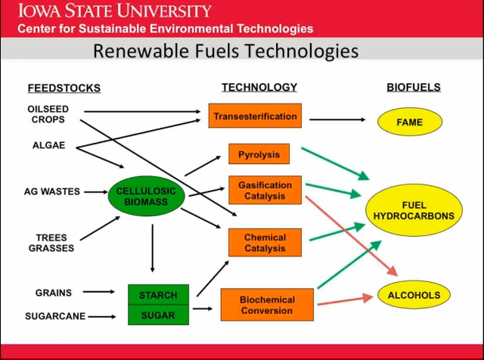 IOWA STATE UNIVERSITY
Center for Sustainable Environmental Technologies
Renewable Fuels Technologies
FEEDSTOCKS
TECHNOLOGY
BIOFUELS
OILSEED
CROPS
Transesterification
FAME
ALGAE
Pyrolysis
AG WASTES
CELLULOSIC
BIOMASS
Gasification
Catalysis
FUEL
HYDROCARBONS
TREES
GRASSES
Chemical
Catalysis
GRAINS
STARCH
Biochemical
Conversion
ALCOHOLS
SUGARCANE
SUGAR